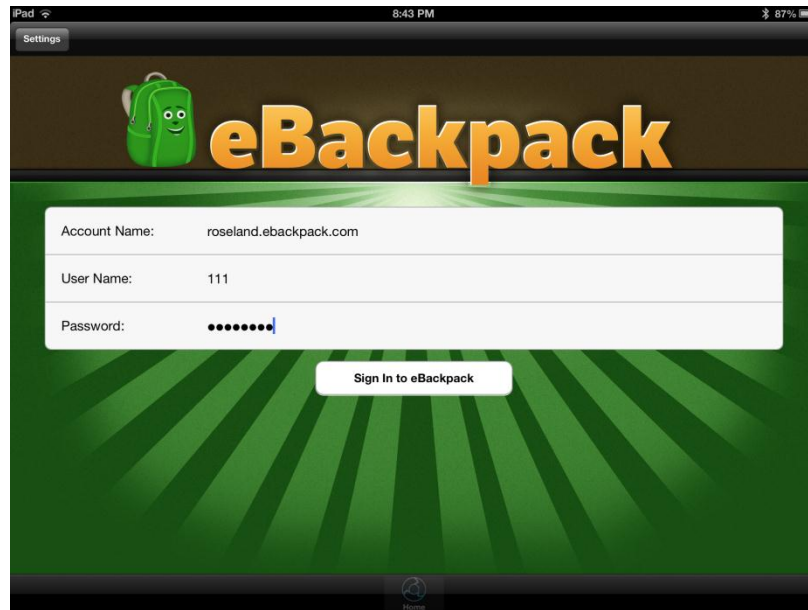 iPad 8:43 PM 87%
Settings
eBackpack
Account Name: roseland.ebackpack.com
User Name: 111
Password: ●●●●●●●●
Sign In to eBackpack
Home